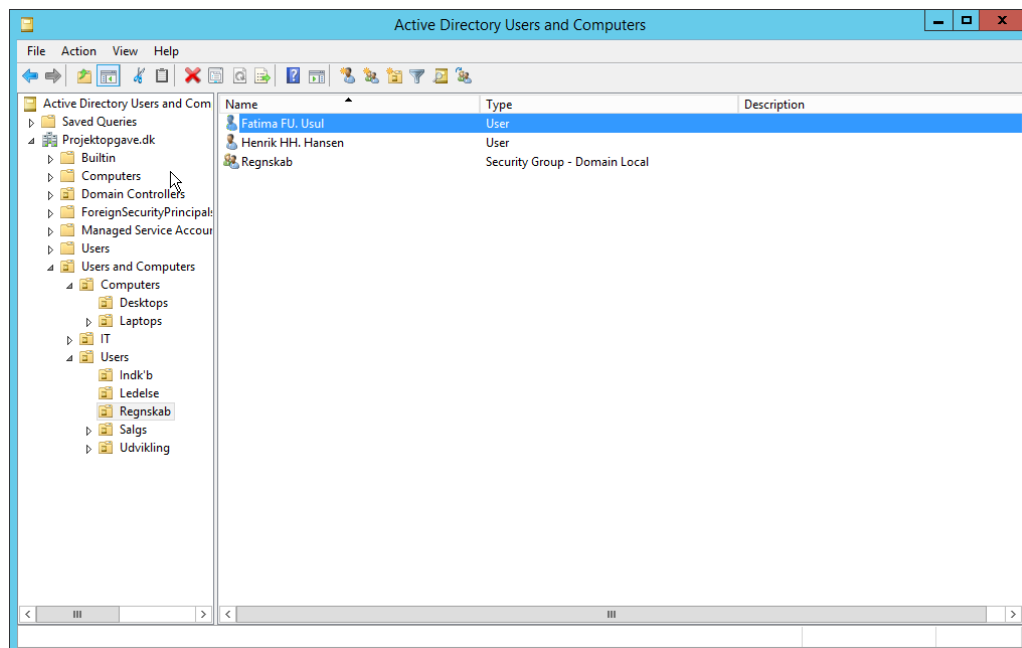 Active Directory Users and Computers
x
File Action View Help
Active Directory Users and Com
Saved Queries
Projektopgave.dk
Builtin
Computers
Domain Controllers
ForeignSecurityPrincipals
Managed Service Accour
Users
Users and Computers
Computers
Desktops
Laptops
IT
Users
Indk'b
Ledelse
Regnskab
Salgs
Udvikling
Name Type Description
Fatima FU. Usul User
Henrik HH. Hansen User
Regnskab Security Group - Domain Local